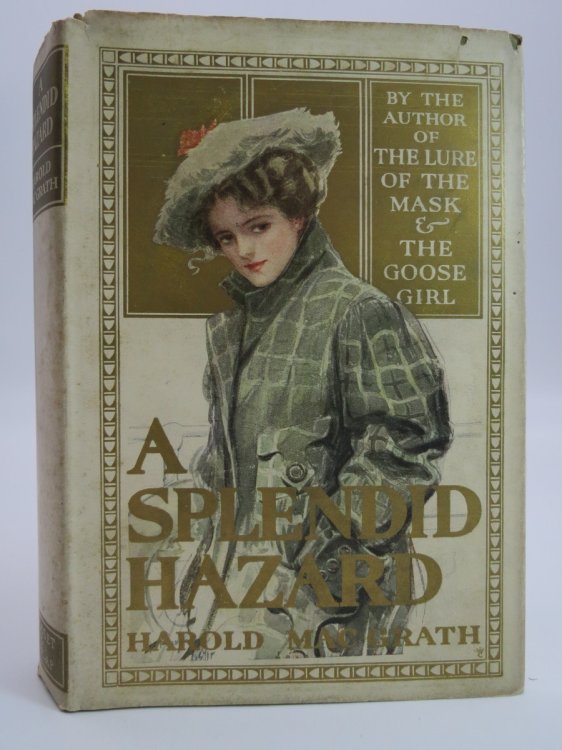 A
SPLENDID
HAZARD
HAROLD
MACGRATH
BY THE
AUTHOR
OF
THE LURE
OF THE
MASK
&
THE
GOOSE
GIRL
A
SPLENDID
HAZARD
HAROLD MACGRATH